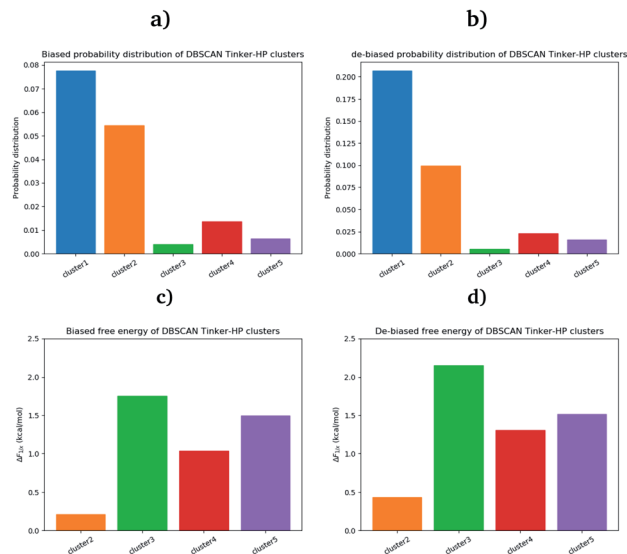 a)
Biased probability distribution of DBSCAN Tinker-HP clusters
0.08
0.07
0.06
0.05
0.04
0.03
0.02
0.01
0.00
Probability distribution
cluster1
cluster2
cluster3
cluster4
cluster5
b)
de-biased probability distribution of DBSCAN Tinker-HP clusters
0.200
0.175
0.150
0.125
0.100
0.075
0.050
0.025
0.000
Probability distribution
cluster1
cluster2
cluster3
cluster4
cluster5
c)
Biased free energy of DBSCAN Tinker-HP clusters
2.5
2.0
1.5
1.0
0.5
0.0
(kcal/mol)
cluster2
cluster3
cluster4
cluster5
d)
De-biased free energy of DBSCAN Tinker-HP clusters
2.5
2.0
1.5
1.0
0.5
0.0
(kcal/mol)
cluster2
cluster3
cluster4
cluster5